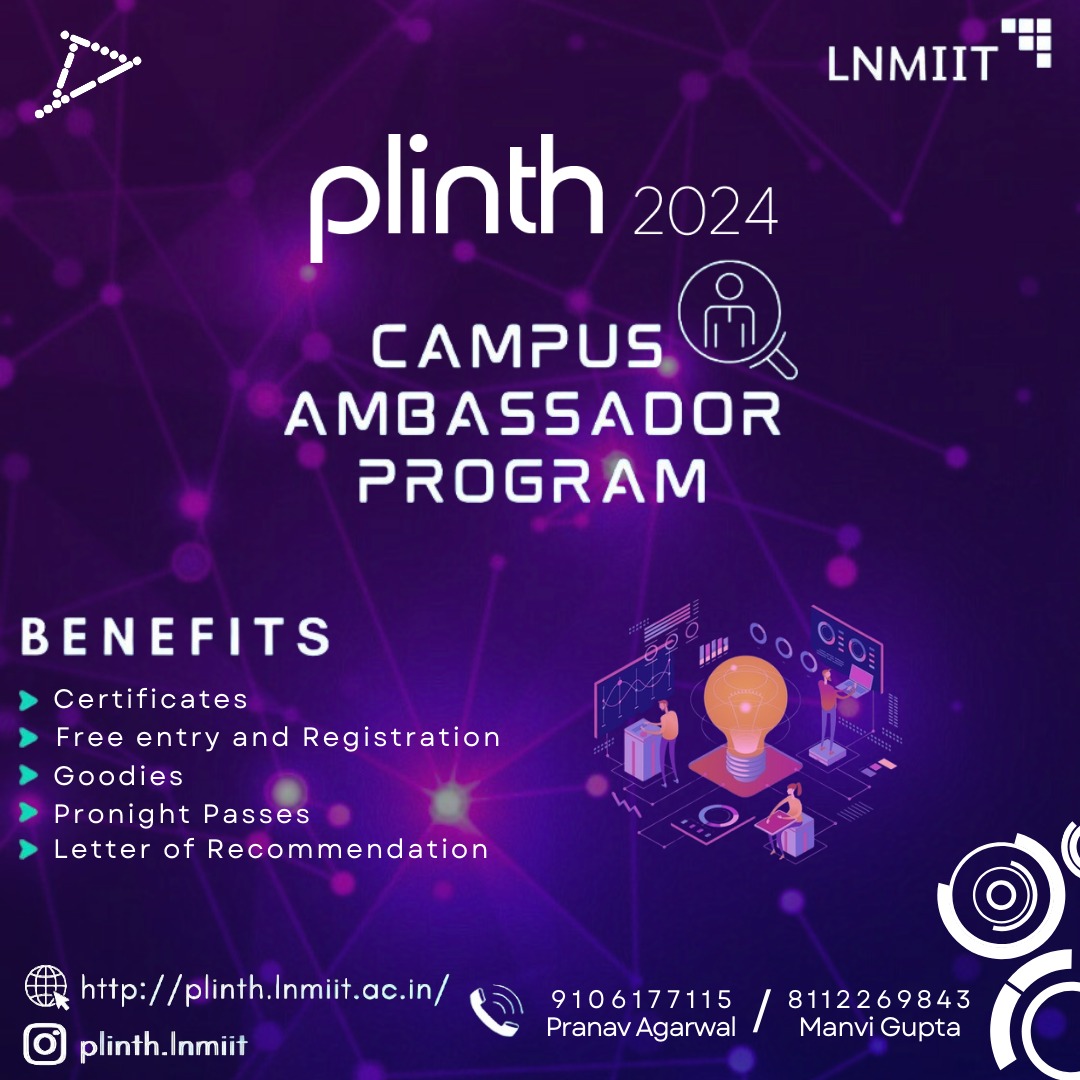 LNMIIT
plinth 2024
CAMPUS
AMBASSADOR
PROGRAM
BENEFITS
Certificates
Free entry and Registration
Goodies
Pronight Passes
Letter of Recommendation
http://plinth.lnmiit.ac.in/
plinth.lnmiit
9106177115 / 8112269843
Pranav Agarwal Manvi Gupta